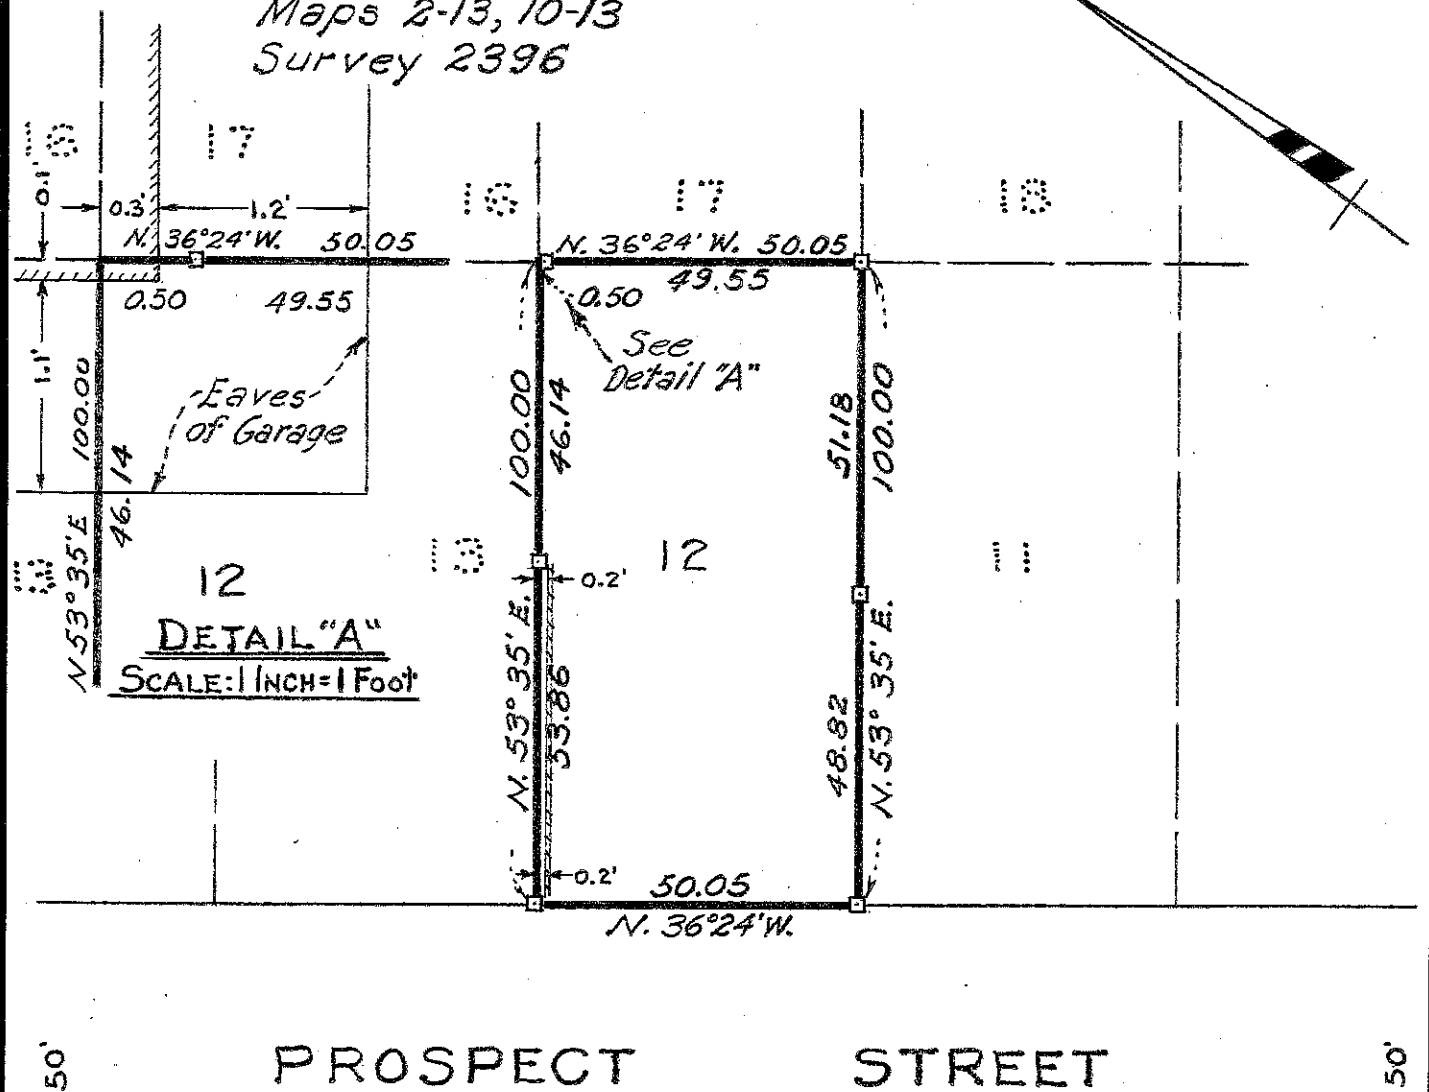 Maps 2-13, 10-13
Survey 2396
18
17
0.1'
0.3'
1.2'
N. 36°24'W. 50.05
0.50
49.55
1.1'
100.00
46.14
Eaves
of Garage
N 53° 35' E
13
12
DETAIL "A"
SCALE: 1 INCH = 1 FOOT
16
17
18
N. 36°24'W. 50.05
49.55
0.50
See
Detail "A"
100.00
46.14
51.18
100.00
13
12
11
0.2'
N. 53° 35' E.
53.86
48.82
N. 53° 35' E.
0.2'
50.05
N. 36°24'W.
50'
PROSPECT STREET
50'